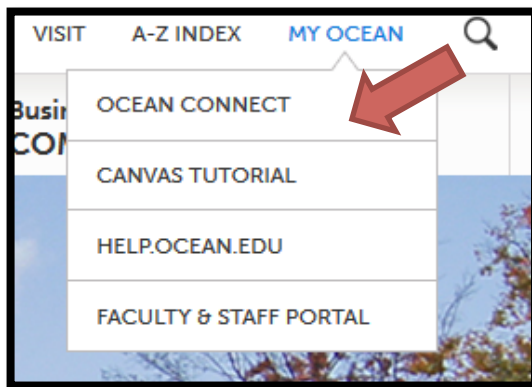 VISIT A-Z INDEX MY OCEAN
OCEAN CONNECT
CANVAS TUTORIAL
HELP.OCEAN.EDU
FACULTY & STAFF PORTAL